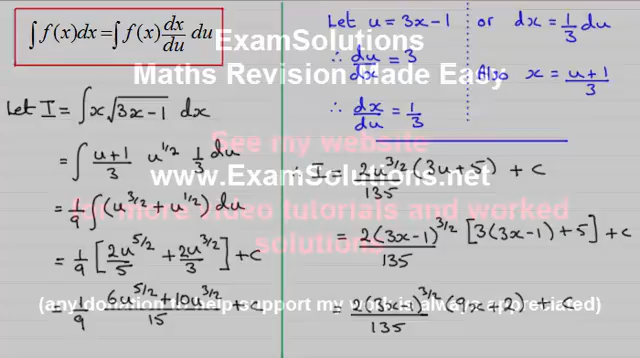 ∫f(x)dx = ∫f(x) dx/du du
Let I = ∫x√(3x-1) dx
= ∫ (u+1)/3 u^(1/2) 1/3 du
= 1/9 ∫(u^(3/2) + u^(1/2)) du
= 1/9 [2u^(5/2)/5 + 2u^(3/2)/3] + c
= 1/9 (6u^(5/2) + 10u^(3/2))/15 + c
Let u = 3x-1
∴ du/dx = 3
∴ dx/du = 1/3
or dx = 1/3 du
Also x = (u+1)/3
∴ I = 2u^(3/2)/135 (3u+5) + c
= 2(3x-1)^(3/2)/135 [3(3x-1)+5] + c
= 2(3x-1)^(3/2)/135 (9x+2) + c
ExamSolutions
Maths Revision Made Easy
See my website
www.ExamSolutions.net
for more video tutorials and worked
solutions
(any donation to help support my work is always appreciated)